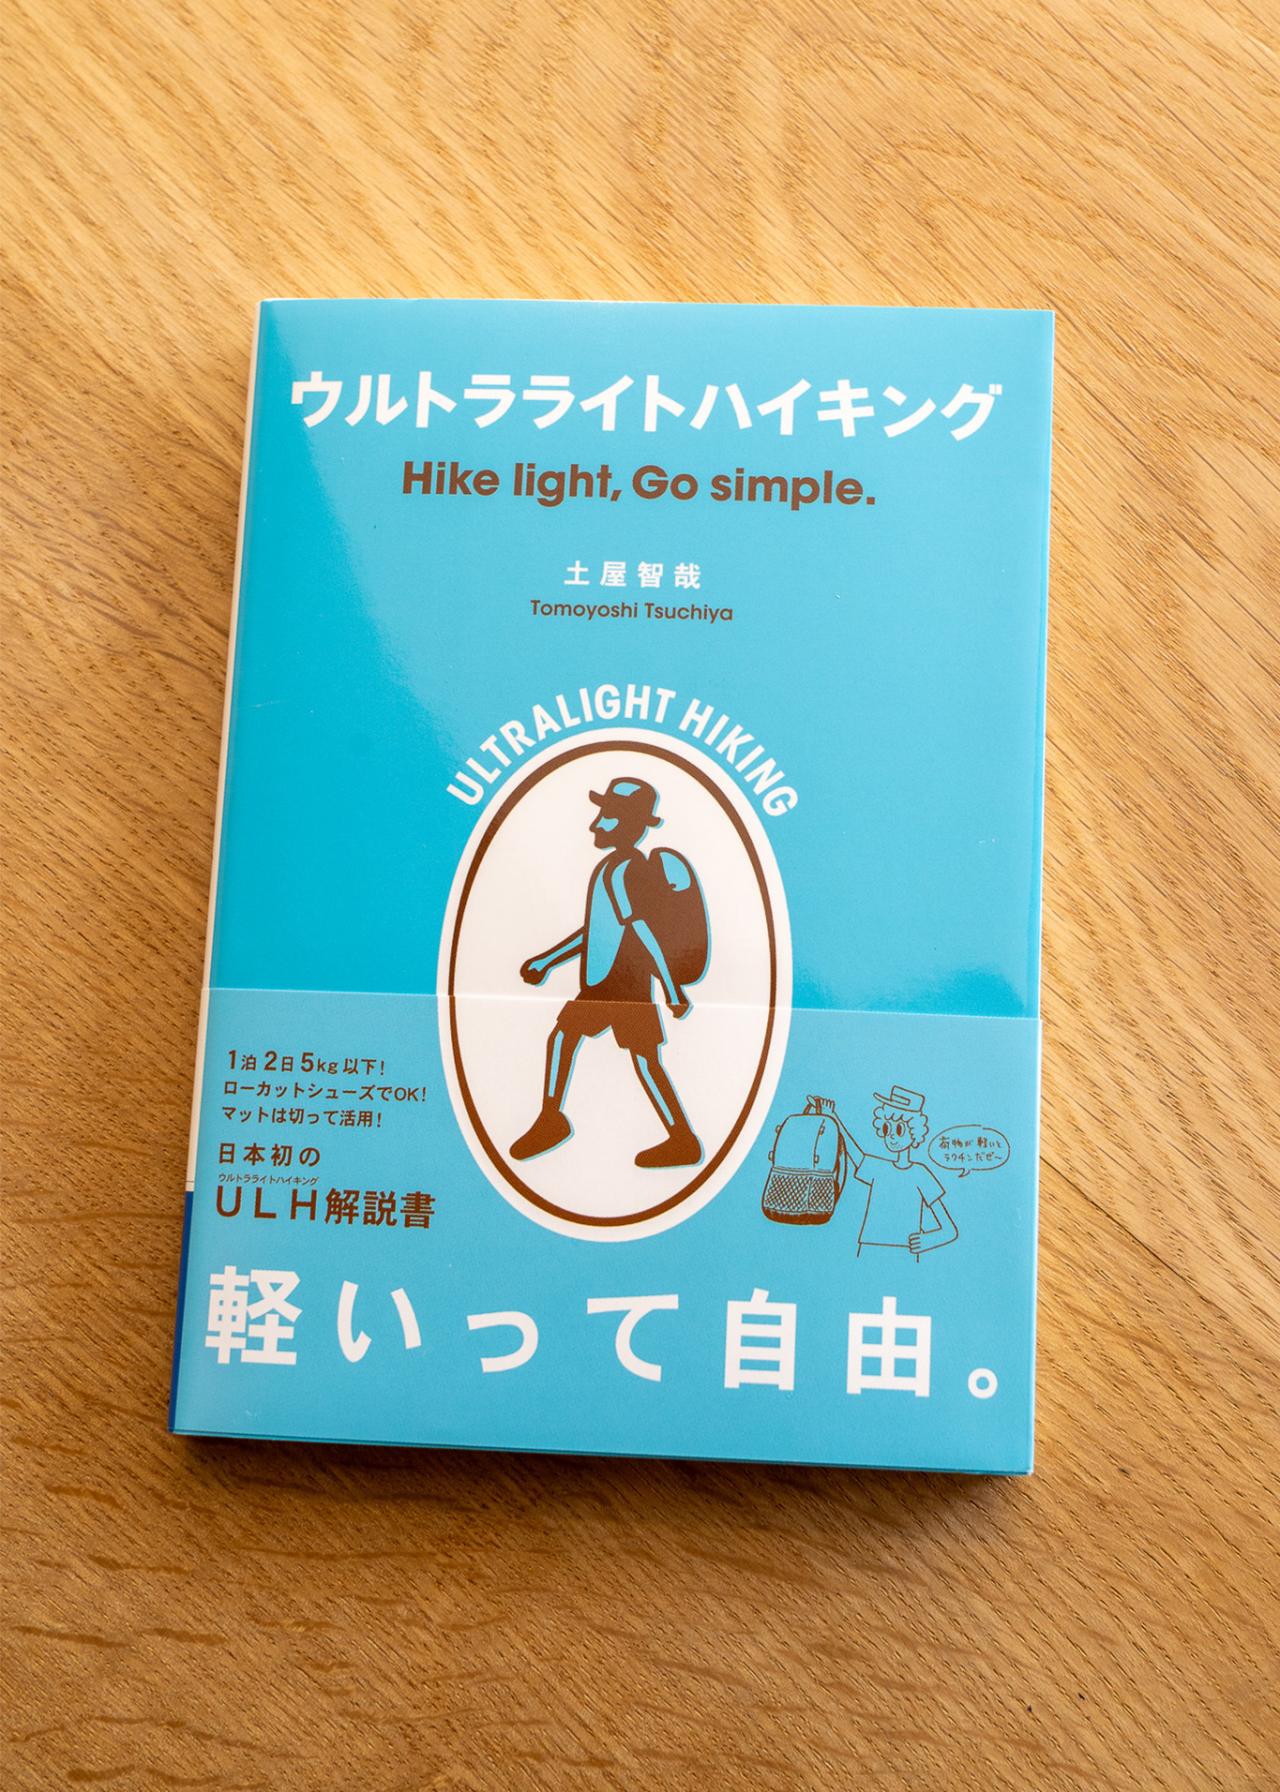 ウルトラライトハイキング
Hike light, Go simple.
土屋智哉
Tomoyoshi Tsuchiya
ULTRALIGHT HIKING
1泊2日5kg以下!
ローカットシューズでOK!
マットは切って活用!
日本初の
ウルトラライトハイキング
ULH解説書
荷物が軽いと
ラクチンだぜ〜
軽いって自由。